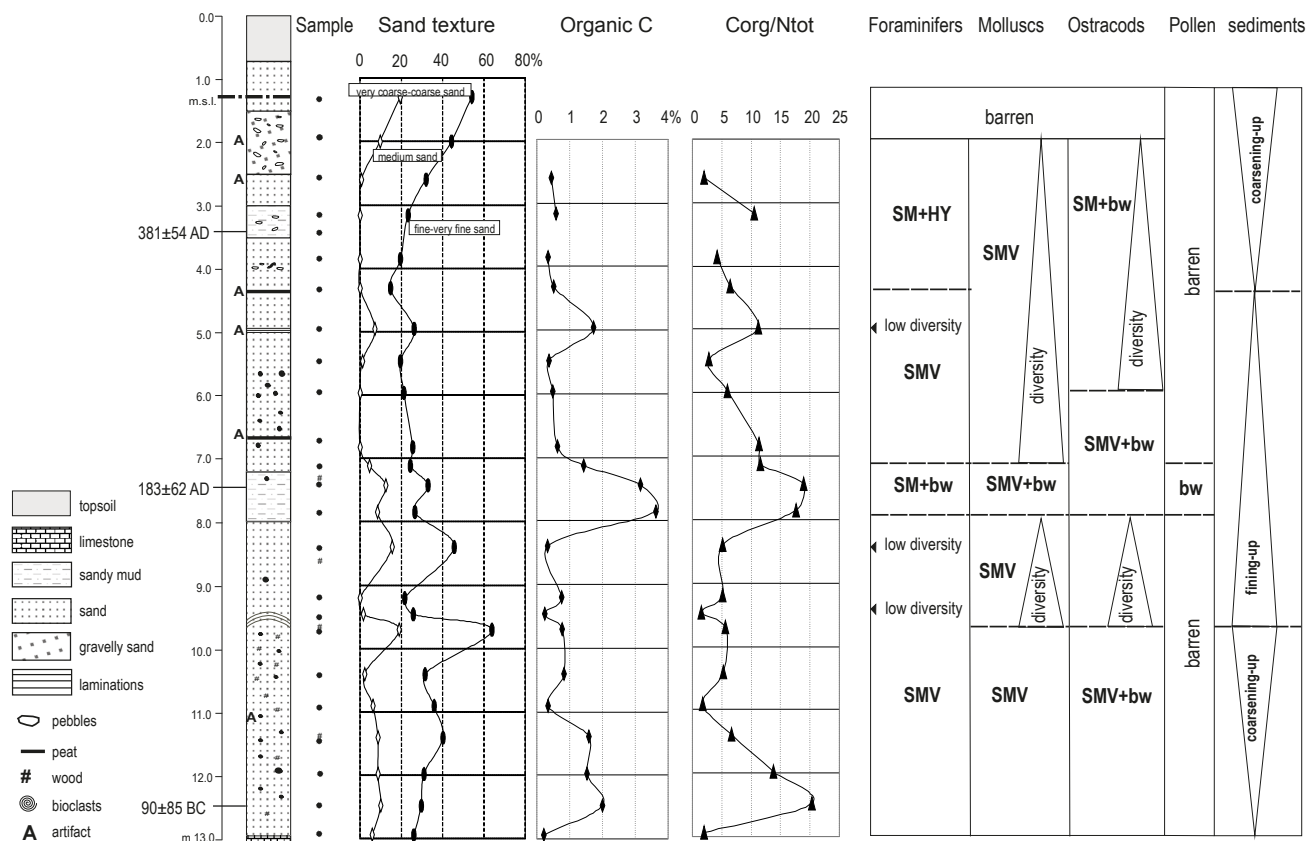 Sample Sand texture Organic C Corg/Ntot Foraminifers Molluscs Ostracods Pollen sediments
0 20 40 60 80%
very coarse-coarse sand
medium sand
fine-very fine sand
0 1 2 3 4%
0 5 10 15 20 25
0.0
1.0
m.s.l.
2.0
3.0
4.0
5.0
6.0
7.0
8.0
9.0
10.0
11.0
12.0
m 13.0
A
A
A
A
A
A
381±54 AD
183±62 AD
90±85 BC
#
#
#
#
topsoil
limestone
sandy mud
sand
gravelly sand
laminations
pebbles
peat
# wood
bioclasts
A artifact
barren
SM+HY
low diversity
SMV
SM+bw
low diversity
low diversity
SMV
SMV
diversity
SMV+bw
SMV
diversity
SMV
SM+bw
diversity
SMV+bw
diversity
SMV+bw
barren
bw
barren
coarsening-up
fining-up
coarsening-up